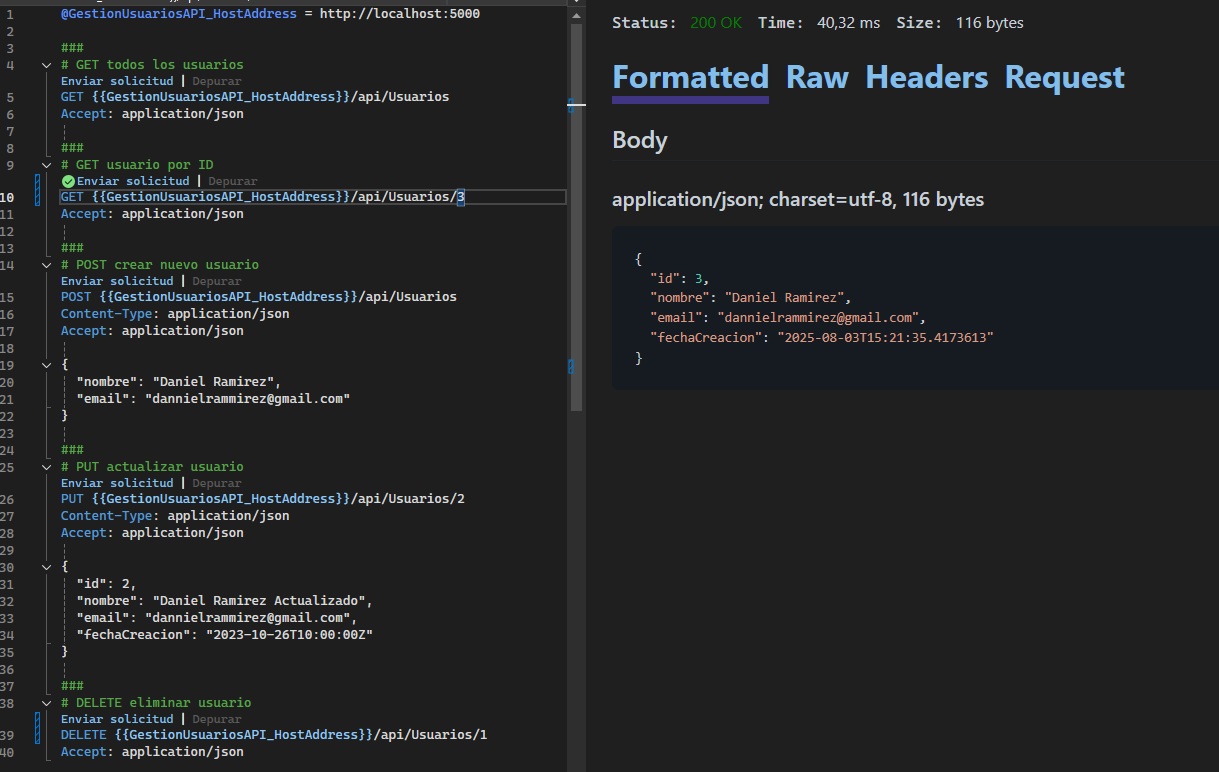 1 @GestionUsuariosAPI_HostAddress = http://localhost:5000
2
3 ###
4 # GET todos los usuarios
Enviar solicitud | Depurar
5 GET {{GestionUsuariosAPI_HostAddress}}/api/Usuarios
6 Accept: application/json
7
8 ###
9 # GET usuario por ID
Enviar solicitud | Depurar
10 GET {{GestionUsuariosAPI_HostAddress}}/api/Usuarios/3
11 Accept: application/json
12
13 ###
14 # POST crear nuevo usuario
Enviar solicitud | Depurar
15 POST {{GestionUsuariosAPI_HostAddress}}/api/Usuarios
16 Content-Type: application/json
17 Accept: application/json
18
19 {
20 "nombre": "Daniel Ramirez",
21 "email": "dannielrammirez@gmail.com"
22 }
23
24 ###
25 # PUT actualizar usuario
Enviar solicitud | Depurar
26 PUT {{GestionUsuariosAPI_HostAddress}}/api/Usuarios/2
27 Content-Type: application/json
28 Accept: application/json
29
30 {
31 "id": 2,
32 "nombre": "Daniel Ramirez Actualizado",
33 "email": "dannielrammirez@gmail.com",
34 "fechaCreacion": "2023-10-26T10:00:00Z"
35 }
36
37 ###
38 # DELETE eliminar usuario
Enviar solicitud | Depurar
39 DELETE {{GestionUsuariosAPI_HostAddress}}/api/Usuarios/1
40 Accept: application/json
Status: 200 OK Time: 40,32 ms Size: 116 bytes
Formatted Raw Headers Request
Body
application/json; charset=utf-8, 116 bytes
{
"id": 3,
"nombre": "Daniel Ramirez",
"email": "dannielrammirez@gmail.com",
"fechaCreacion": "2025-08-03T15:21:35.4173613"
}